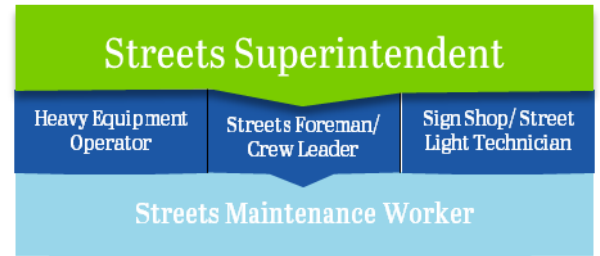 Streets Superintendent
Heavy Equipment
Operator
Streets Foreman/
Crew Leader
Sign Shop/ Street
Light Technician
Streets Maintenance Worker